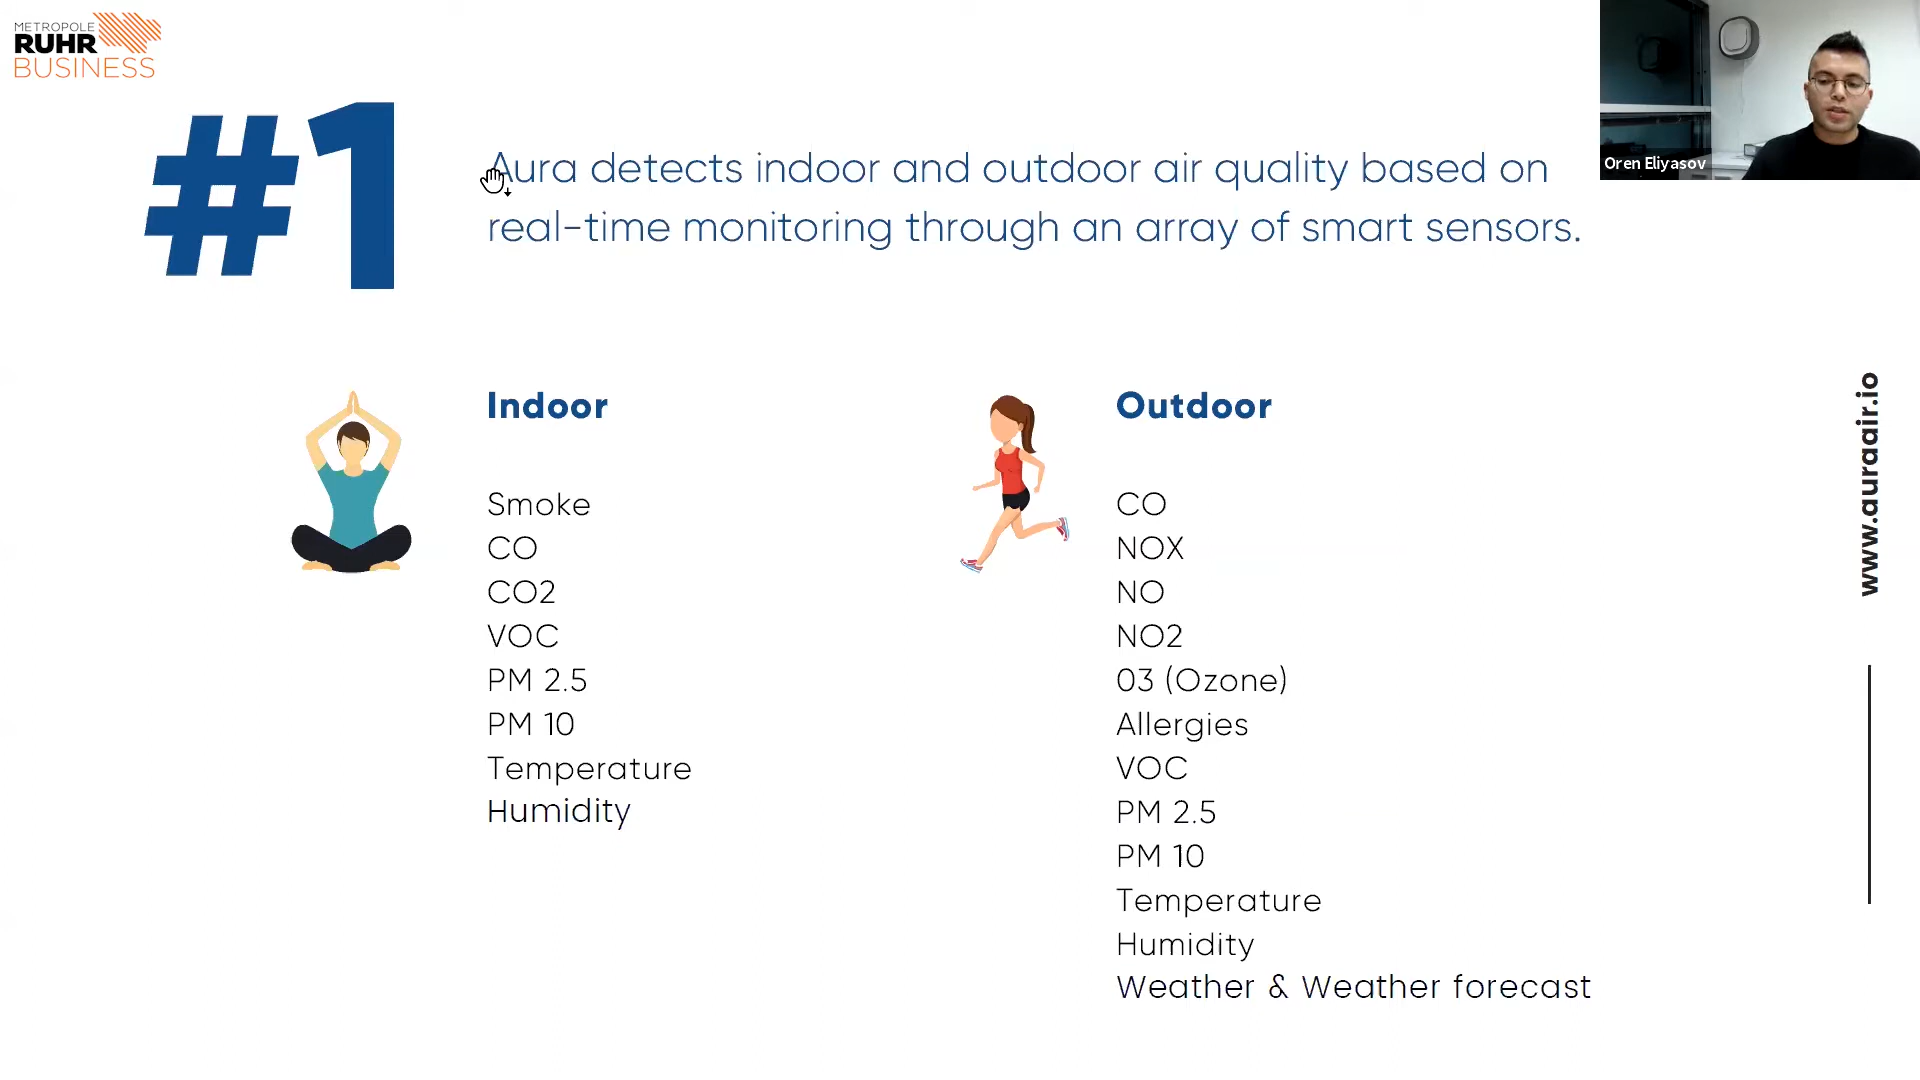 METROPOLE
RUHR
BUSINESS
#1
Aura detects indoor and outdoor air quality based on
real-time monitoring through an array of smart sensors.
Oren Eliyasov
Indoor
Smoke
CO
CO2
VOC
PM 2.5
PM 10
Temperature
Humidity
Outdoor
CO
NOX
NO
NO2
03 (Ozone)
Allergies
VOC
PM 2.5
PM 10
Temperature
Humidity
Weather & Weather forecast
www.auraair.io